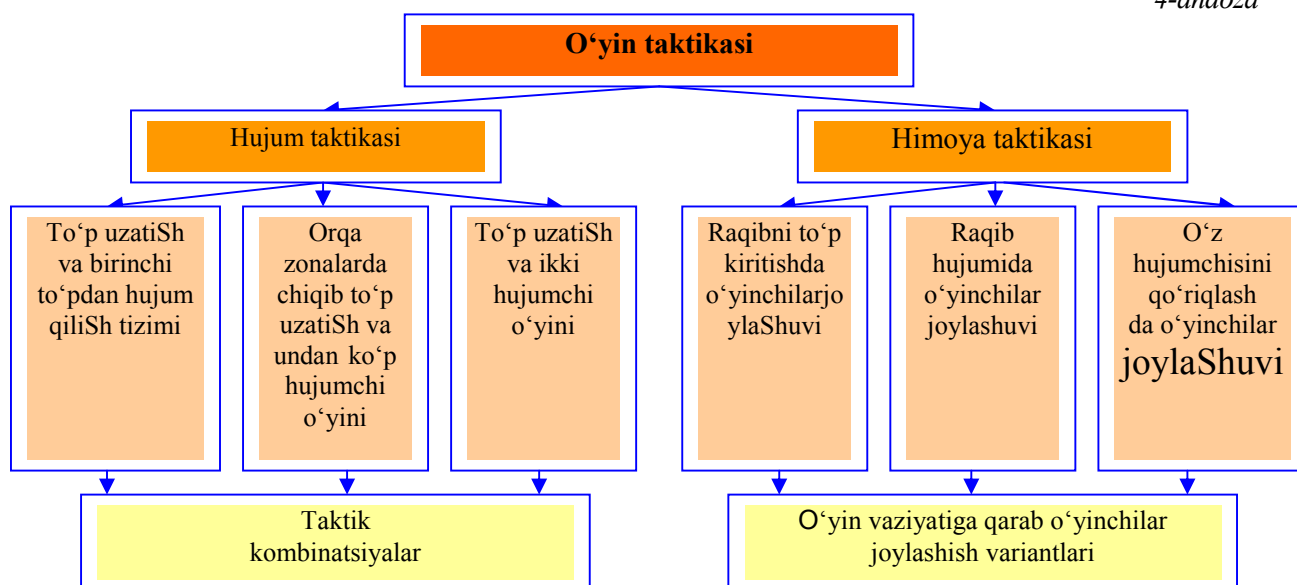 4-andoza
O‘yin taktikasi
Hujum taktikasi
Himoya taktikasi
To‘p uzatiSh
va birinchi
to‘pdan hujum
qiliSh tizimi
Orqa
zonalarda
chiqib to‘p
uzatiSh va
undan ko‘p
hujumchi
o‘yini
To‘p uzatiSh
va ikki
hujumchi
o‘yini
Raqibni to‘p
kiritishda
o‘yinchilarjo
ylaShuvi
Raqib
hujumida
o‘yinchilar
joylashuvi
O‘z
hujumchisini
qo‘riqlash
da o‘yinchilar
joylaShuvi
Taktik
kombinatsiyalar
O‘yin vaziyatiga qarab o‘yinchilar
joylashish variantlari